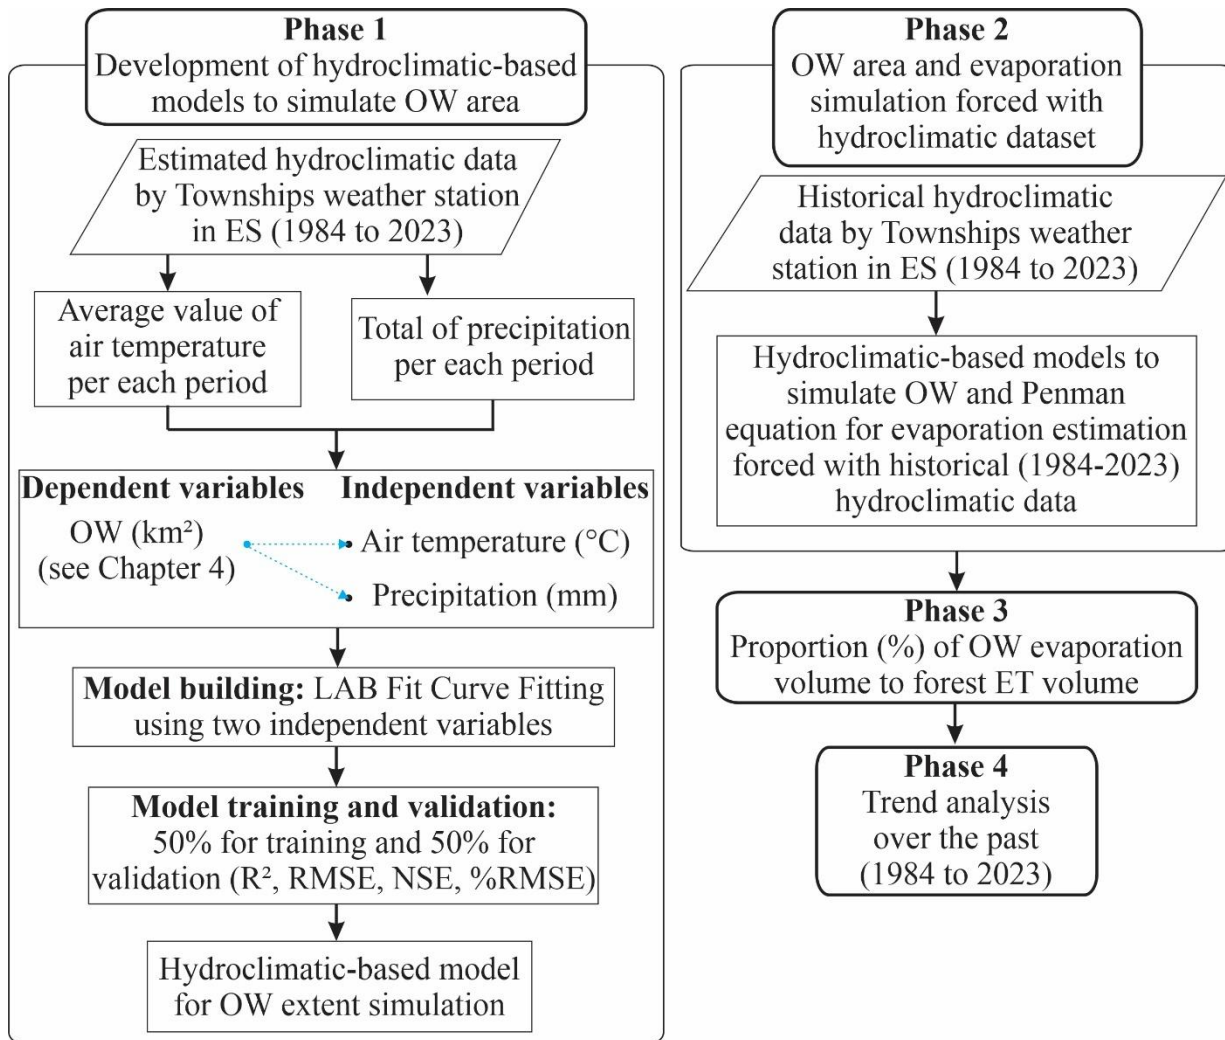 Phase 1
Development of hydroclimatic-based
models to simulate OW area
Estimated hydroclimatic data
by Townships weather station
in ES (1984 to 2023)
Average value of
air temperature
per each period
Total of precipitation
per each period
Dependent variables
Independent variables
OW (km²)
(see Chapter 4)
Air temperature (°C)
Precipitation (mm)
Model building: LAB Fit Curve Fitting
using two independent variables
Model training and validation:
50% for training and 50% for
validation (R², RMSE, NSE, %RMSE)
Hydroclimatic-based model
for OW extent simulation
Phase 2
OW area and evaporation
simulation forced with
hydroclimatic dataset
Historical hydroclimatic
data by Townships weather
station in ES (1984 to 2023)
Hydroclimatic-based models to
simulate OW and Penman
equation for evaporation estimation
forced with historical (1984-2023)
hydroclimatic data
Phase 3
Proportion (%) of OW evaporation
volume to forest ET volume
Phase 4
Trend analysis
over the past
(1984 to 2023)